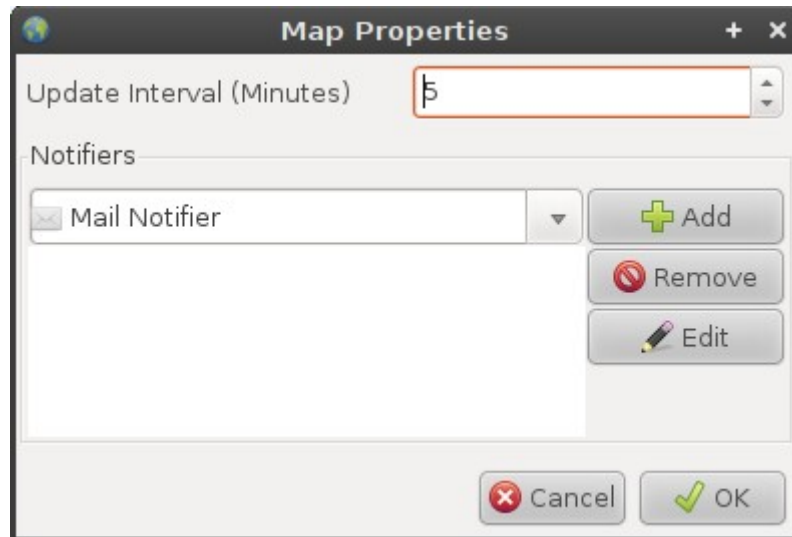 Map Properties
Update Interval (Minutes) 5
Notifiers
Mail Notifier Add
Remove
Edit
Cancel OK